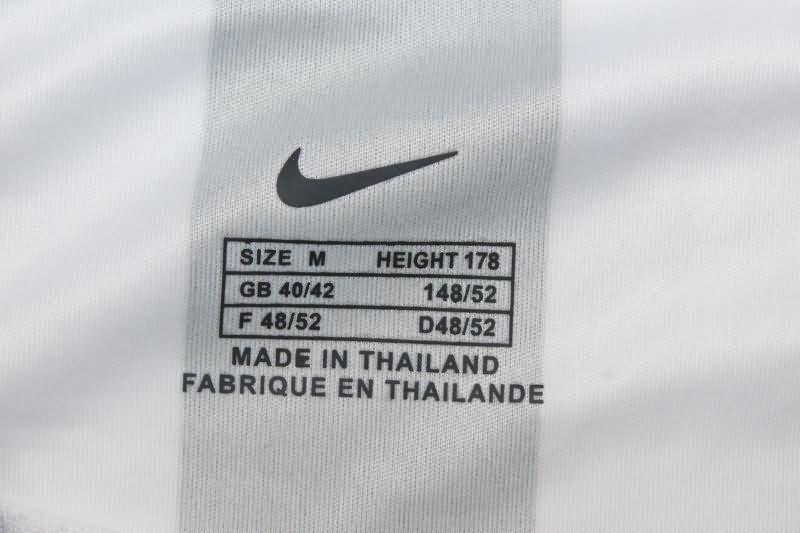 SIZE M HEIGHT 178
GB 40/42 148/52
F 48/52 D48/52
MADE IN THAILAND
FABRIQUE EN THAILANDE